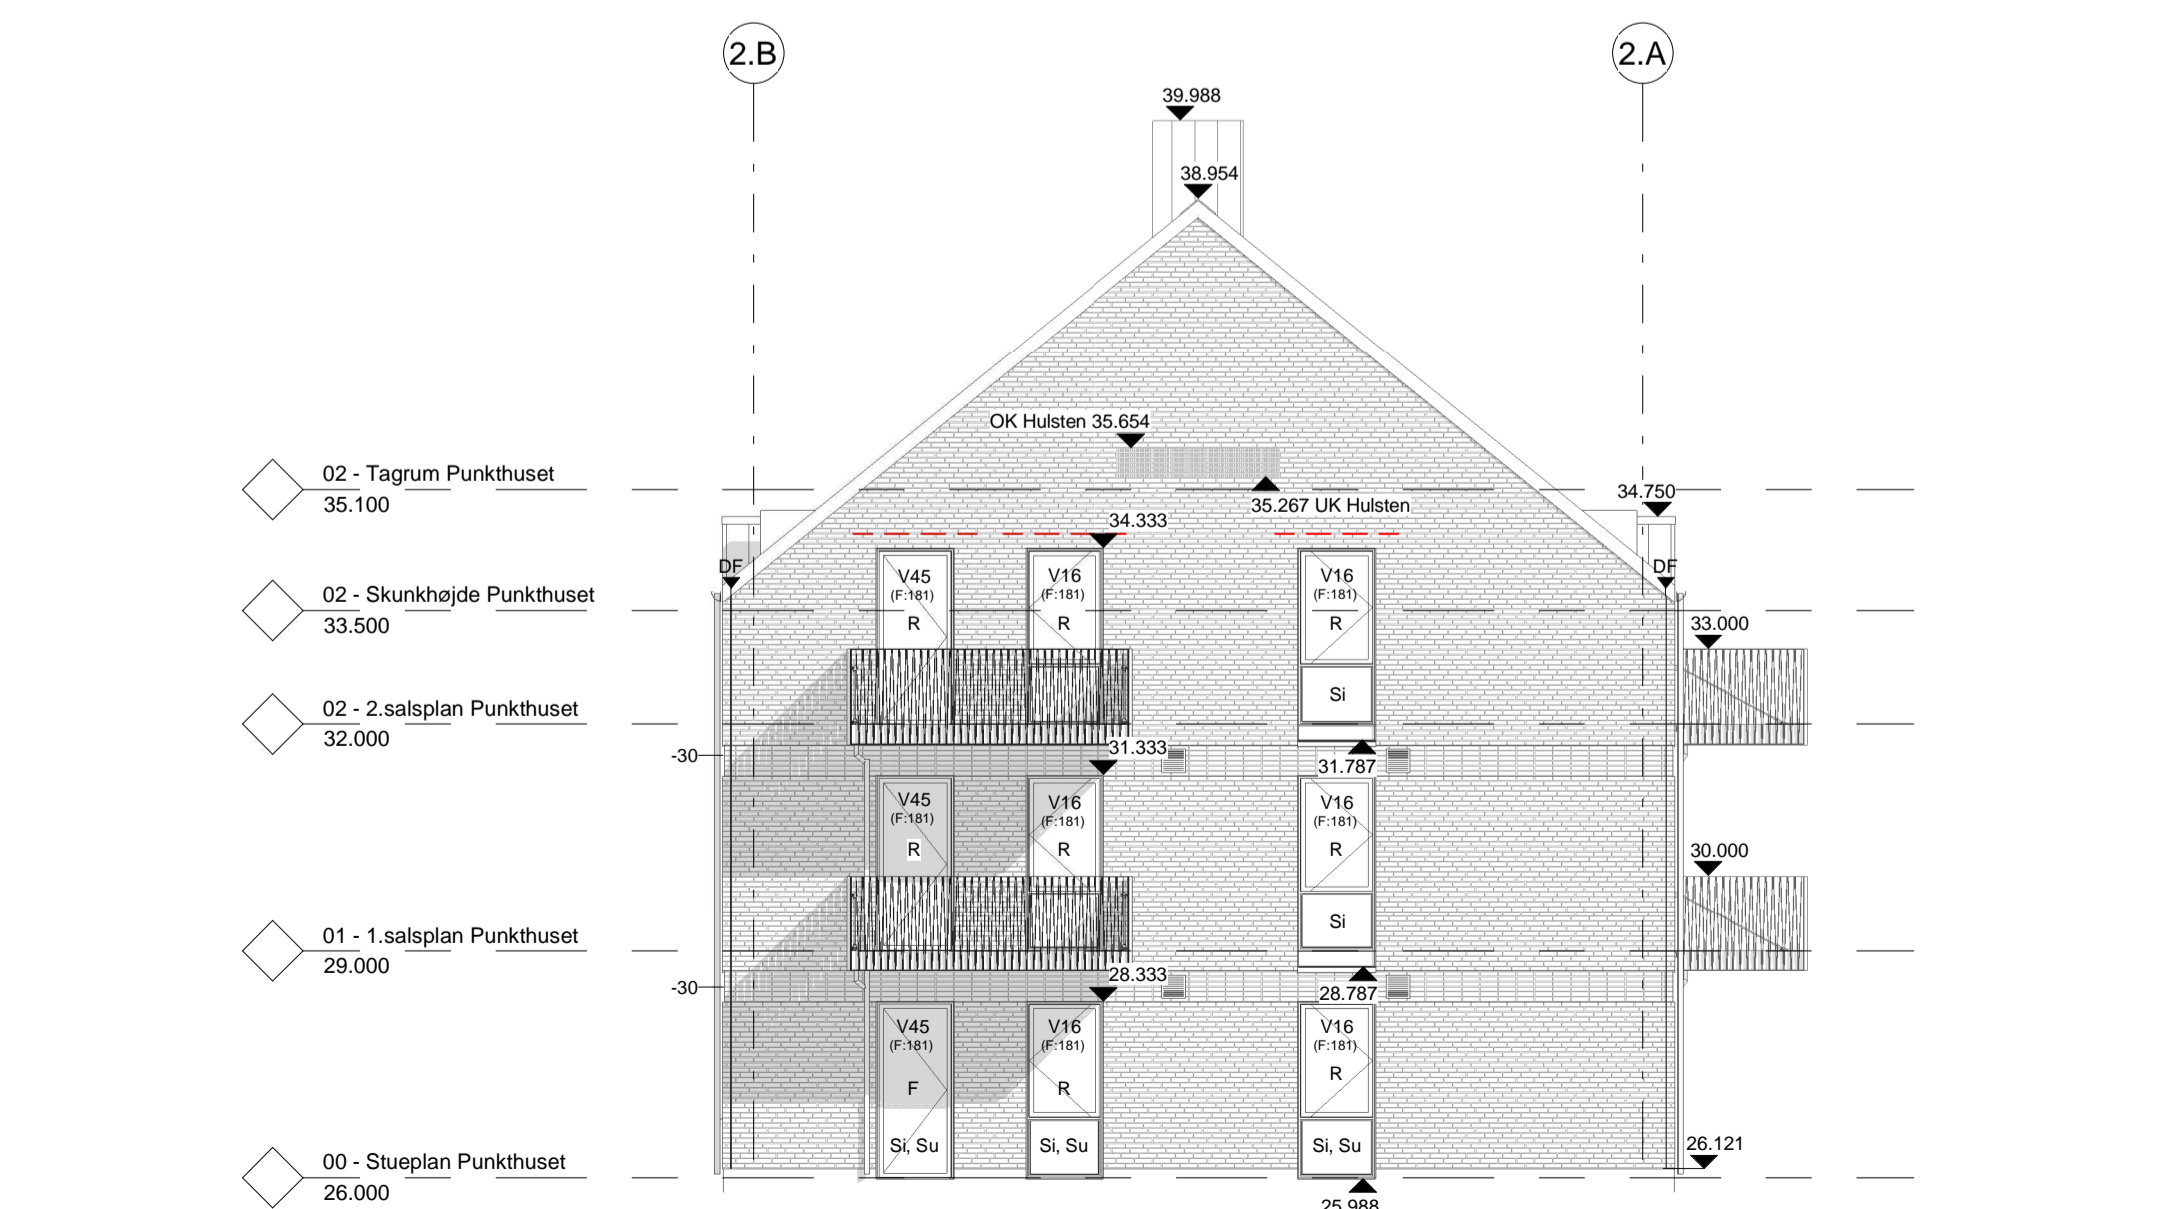 2.B
2.A
39.988
38.954
OK Hulsten 35.654
02 - Tagrum Punkthuset
35.100
34.750
35.267 UK Hulsten
34.333
DF
DF
V45
(F:181)
R
V16
(F:181)
R
V16
(F:181)
R
02 - Skunkhøjde Punkthuset
33.500
33.000
Si
02 - 2.salsplan Punkthuset
32.000
-30
31.333
31.787
V45
(F:181)
R
V16
(F:181)
R
V16
(F:181)
R
30.000
Si
01 - 1.salsplan Punkthuset
29.000
-30
28.333
28.787
V45
(F:181)
F
V16
(F:181)
R
V16
(F:181)
R
Si, Su
Si, Su
Si, Su
26.121
00 - Stueplan Punkthuset
26.000
25.988